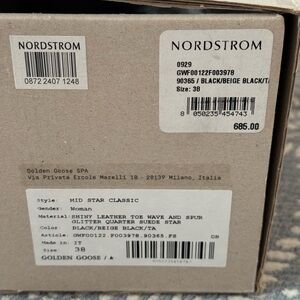 NORDSTROM
0872 2407 1248
NORDSTROM
0929
GWF00122F003978
90365 / BLACK/BEIGE BLACK/TA
Size: 38
8 050235 454743
685.00
Golden Goose SPA
Via Privata Ercole Marelli 10 - 20139 Milano, Italia
Style: MID STAR CLASSIC
Gender: Woman
Material: SHINY LEATHER TOE WAVE AND SPUR
GLITTER QUARTER SUEDE STAR
Color: BLACK/BEIGE BLACK/TA
Article: GWF00122.F003978.90365.FS
Made in: IT
Size: 38
GOLDEN GOOSE /